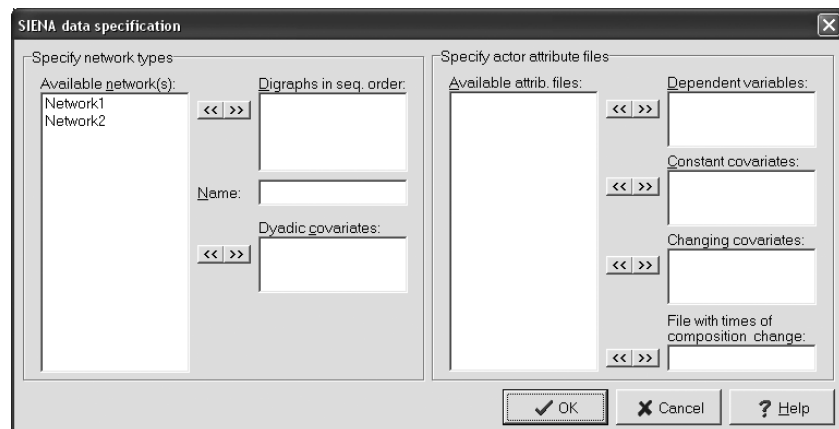 SIENA data specification
Specify network types
Available network(s):
Network1
Network2
<< >>
Digraphs in seq. order:
Name:
<< >>
Dyadic covariates:
Specify actor attribute files
Available attrib. files:
<< >>
Dependent variables:
<< >>
Constant covariates:
<< >>
Changing covariates:
<< >>
File with times of
composition change:
OK
Cancel
? Help